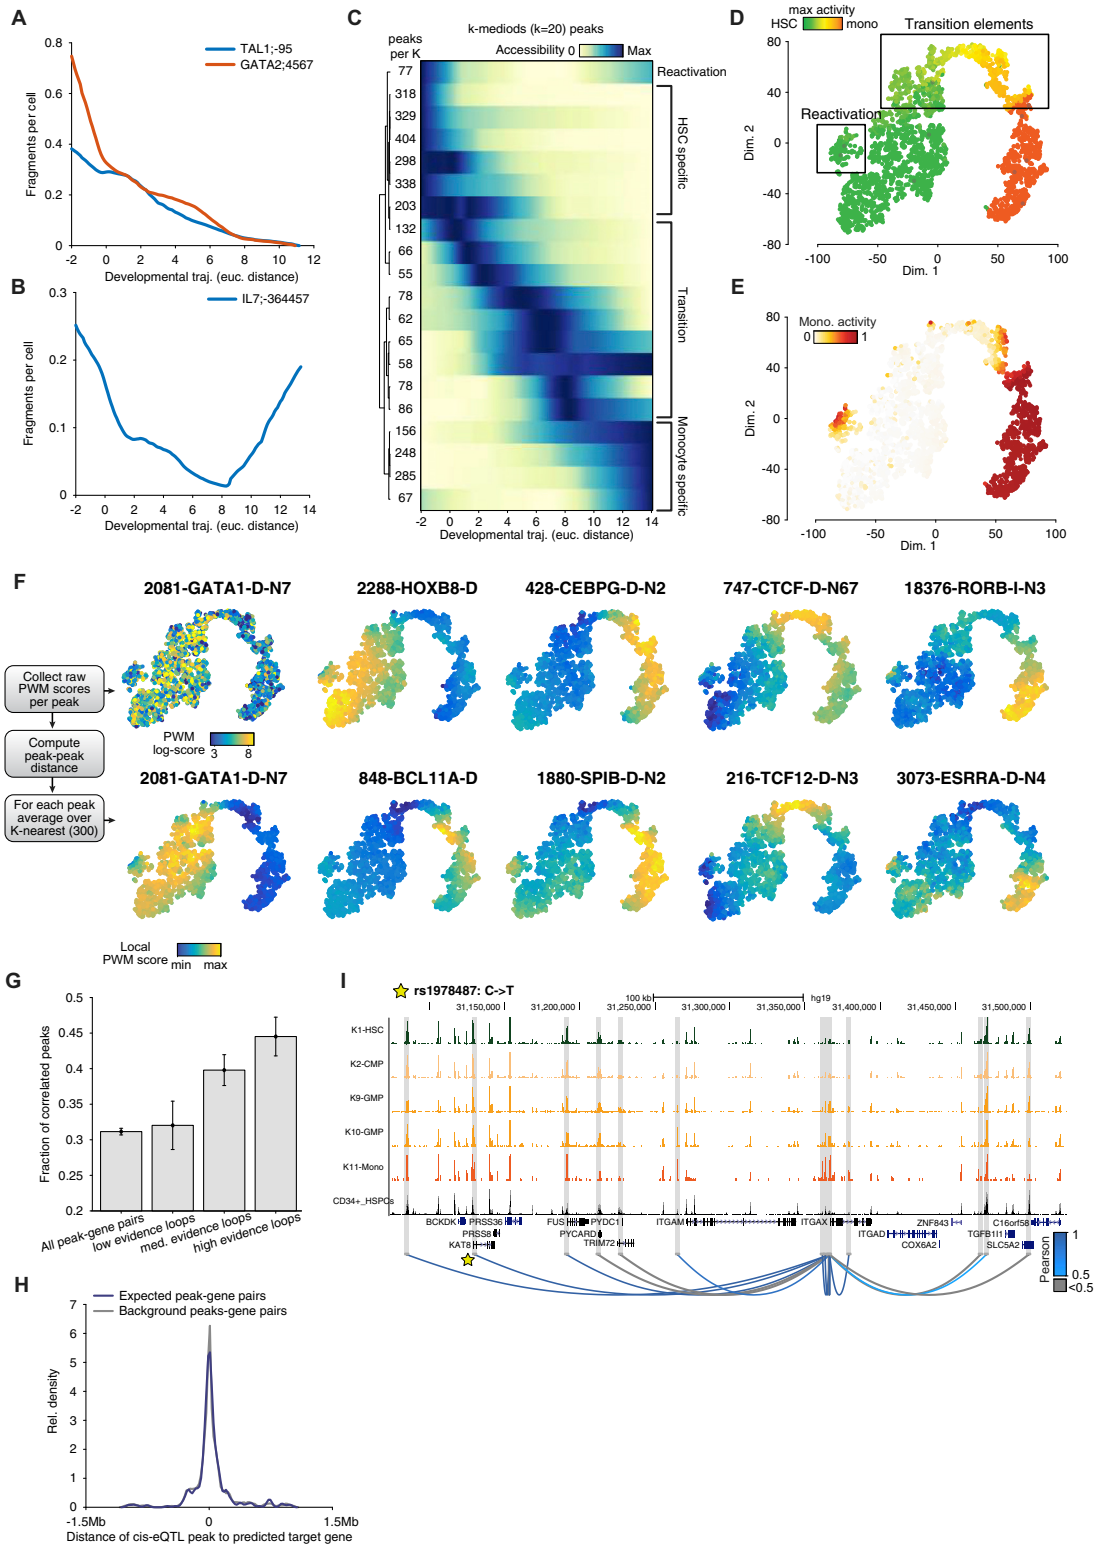 A
TAL1;-95
GATA2;4567
0.8
0.6
0.4
0.2
0
Fragments per cell
-2 0 2 4 6 8 10 12
Developmental traj. (euc. distance)
B
IL7;-364457
0.3
0.2
0.1
0
Fragments per cell
-2 0 2 4 6 8 10 12 14
Developmental traj. (euc. distance)
C
k-mediods (k=20) peaks
peaks
per K
Accessibility 0 Max
77
318
329
404
298
338
203
132
66
55
78
62
65
58
78
86
156
248
285
67
Reactivation
HSC specific
Transition
Monocyte specific
-2 0 2 4 6 8 10 12 14
Developmental traj. (euc. distance)
D
max activity
HSC mono
Transition elements
Reactivation
80
40
0
-40
-80
Dim. 2
-100 -50 0 50 100
Dim. 1
E
Mono. activity
0 1
80
40
0
-40
-80
Dim. 2
-100 -50 0 50 100
Dim. 1
F
2081-GATA1-D-N7
2288-HOXB8-D
428-CEBPG-D-N2
747-CTCF-D-N67
18376-RORB-I-N3
Collect raw
PWM scores
per peak
Compute
peak-peak
distance
For each peak
average over
K-nearest (300)
PWM
log-score
3 8
2081-GATA1-D-N7
848-BCL11A-D
1880-SPIB-D-N2
216-TCF12-D-N3
3073-ESRRA-D-N4
Local
PWM score
min max
G
0.5
0.45
0.4
0.35
0.3
0.25
0.2
Fraction of correlated peaks
All peak-gene pairs
low evidence loops
med. evidence loops
high evidence loops
H
Expected peak-gene pairs
Background peaks-gene pairs
7
6
5
4
3
2
1
0
Rel. density
-1.5Mb 0 1.5Mb
Distance of cis-eQTL peak to predicted target gene
I
rs1978487: C->T
100 kb hg19
31,150,000 31,200,000 31,250,000 31,300,000 31,350,000 31,400,000 31,450,000 31,500,000
K1-HSC
K2-CMP
K9-GMP
K10-GMP
K11-Mono
CD34+_HSPCs
BCKDK PRSS36 FUS PYDC1 ITGAM ITGAX ZNF843 C16orf58
PRSS8 PYCARD ITGAD TGFB1I1
KAT8 TRIM72 COX6A2 SLC5A2
Pearson
1
0.5
<0.5